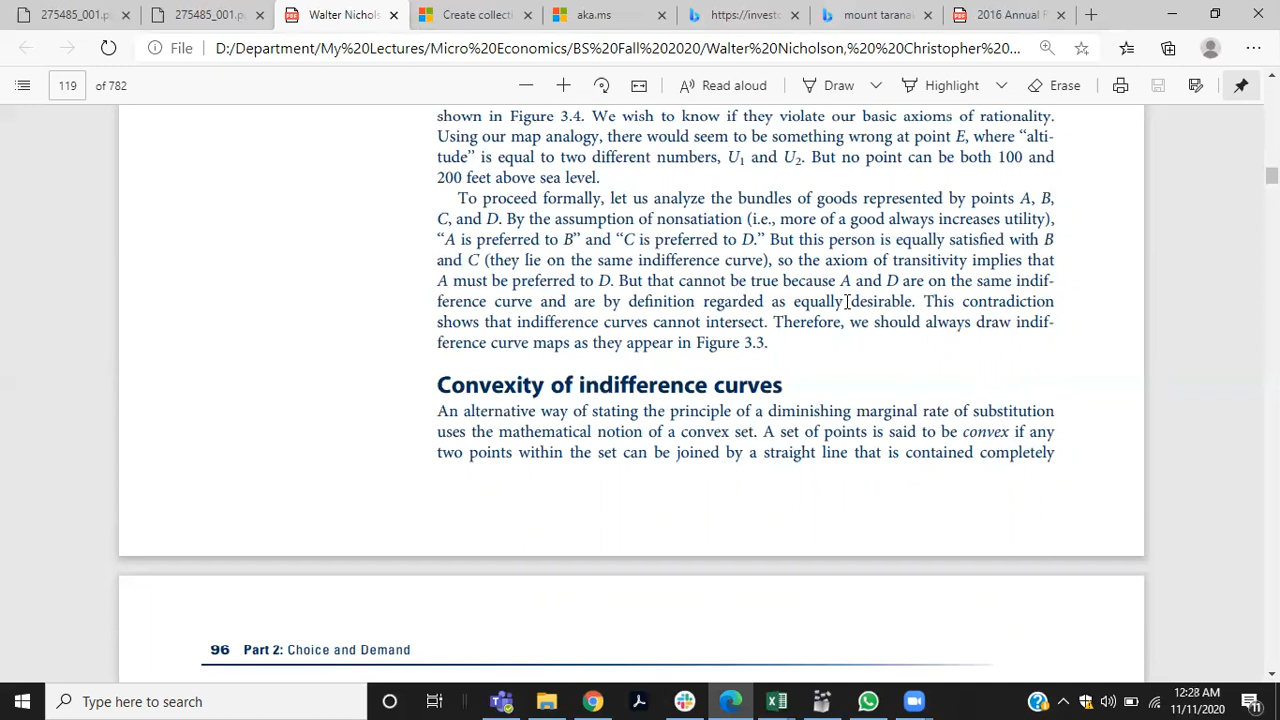 275485_001.p
275485_001.p
Walter Nichols
Create collecti
aka.ms
https://investo
mount tarana
2016 Annual F
File
D:/Department/My%20Lectures/Micro%20Economics/BS%20Fall%202020/Walter%20Nicholson,%20%20Christopher%20...
119 of 782
Read aloud
Draw
Highlight
Erase
shown in Figure 3.4. We wish to know if they violate our basic axioms of rationality.
Using our map analogy, there would seem to be something wrong at point E, where “alti-
tude” is equal to two different numbers, U1 and U2. But no point can be both 100 and
200 feet above sea level.
To proceed formally, let us analyze the bundles of goods represented by points A, B,
C, and D. By the assumption of nonsatiation (i.e., more of a good always increases utility),
“A is preferred to B” and “C is preferred to D.” But this person is equally satisfied with B
and C (they lie on the same indifference curve), so the axiom of transitivity implies that
A must be preferred to D. But that cannot be true because A and D are on the same indif-
ference curve and are by definition regarded as equally desirable. This contradiction
shows that indifference curves cannot intersect. Therefore, we should always draw indif-
ference curve maps as they appear in Figure 3.3.
Convexity of indifference curves
An alternative way of stating the principle of a diminishing marginal rate of substitution
uses the mathematical notion of a convex set. A set of points is said to be convex if any
two points within the set can be joined by a straight line that is contained completely
96 Part 2: Choice and Demand
Type here to search
12:28 AM
11/11/2020
11